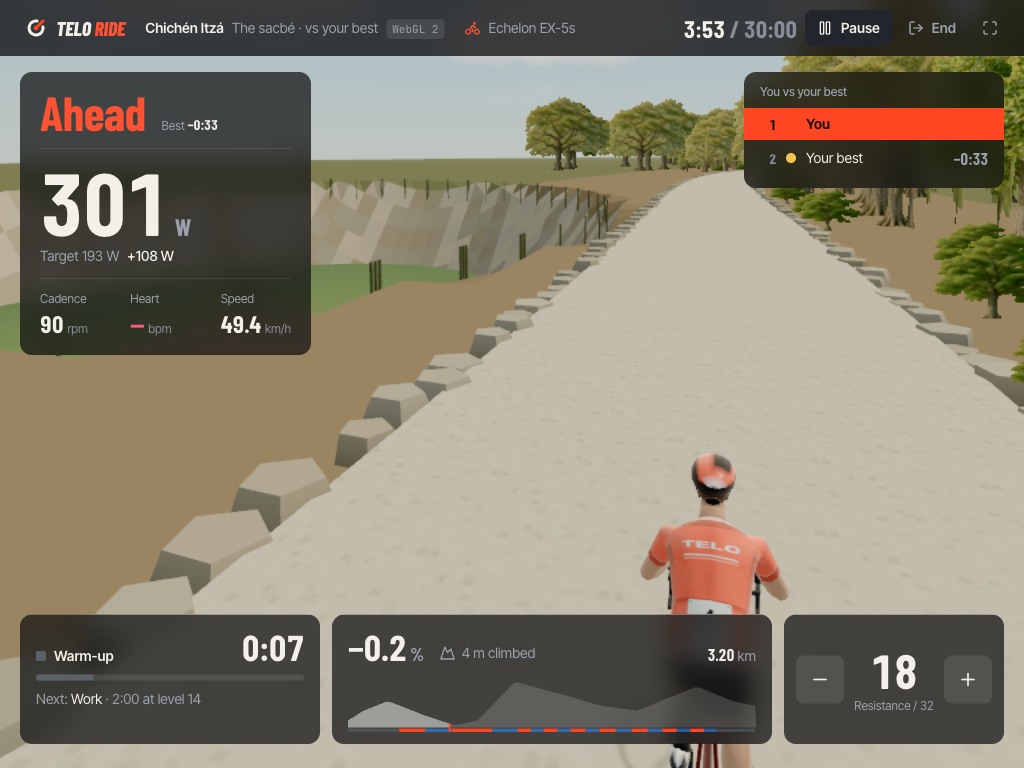 TELO RIDE Chichén Itzá The sacbé · vs your best WebGL 2 Echelon EX-5s 3:53 / 30:00 Pause End
Ahead Best −0:33
301 W
Target 193 W +108 W
Cadence Heart Speed
90 rpm – bpm 49.4 km/h
You vs your best
1 You
2 Your best −0:33
TELO
Warm-up 0:07
Next: Work · 2:00 at level 14
−0.2 % 4 m climbed 3.20 km
− 18 +
Resistance / 32